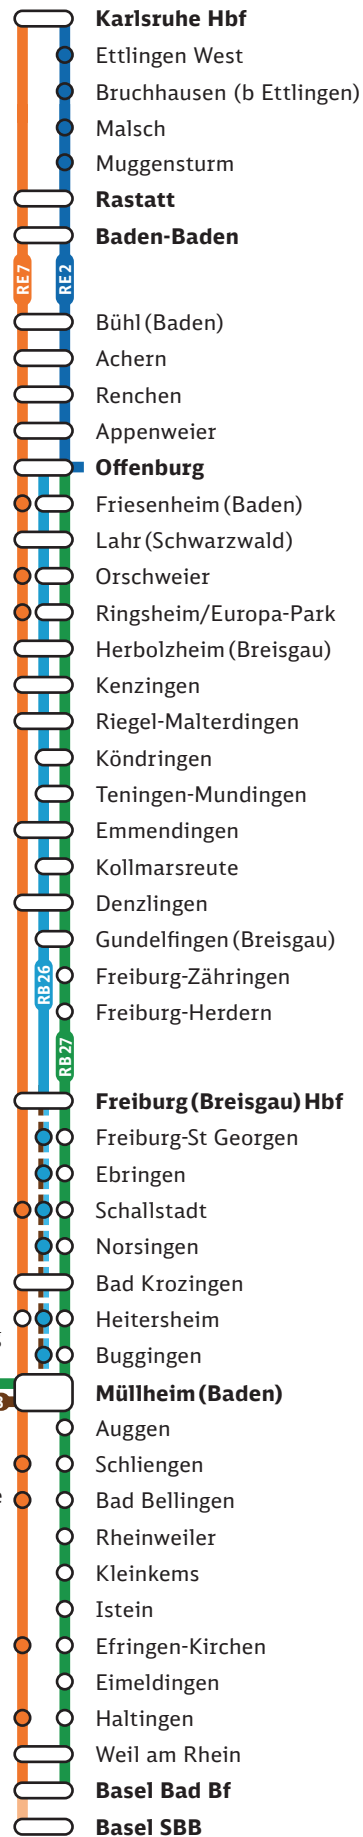 Karlsruhe Hbf
Ettlingen West
Bruchhausen (b Ettlingen)
Malsch
Muggensturm
Rastatt
Baden-Baden
RE 7
RE 2
Bühl (Baden)
Achern
Renchen
Appenweier
Offenburg
Friesenheim (Baden)
Lahr (Schwarzwald)
Orschweier
Ringsheim/Europa-Park
Herbolzheim (Breisgau)
Kenzingen
Riegel-Malterdingen
Köndringen
Teningen-Mundingen
Emmendingen
Kollmarsreute
Denzlingen
Gundelfingen (Breisgau)
RB 26
Freiburg-Zähringen
Freiburg-Herdern
RB 27
Freiburg (Breisgau) Hbf
Freiburg-St Georgen
Ebringen
Schallstadt
Norsingen
Bad Krozingen
Heitersheim
Buggingen
Müllheim (Baden)
Auggen
Schliengen
Bad Bellingen
Rheinweiler
Kleinkems
Istein
Efringen-Kirchen
Eimeldingen
Haltingen
Weil am Rhein
Basel Bad Bf
Basel SBB